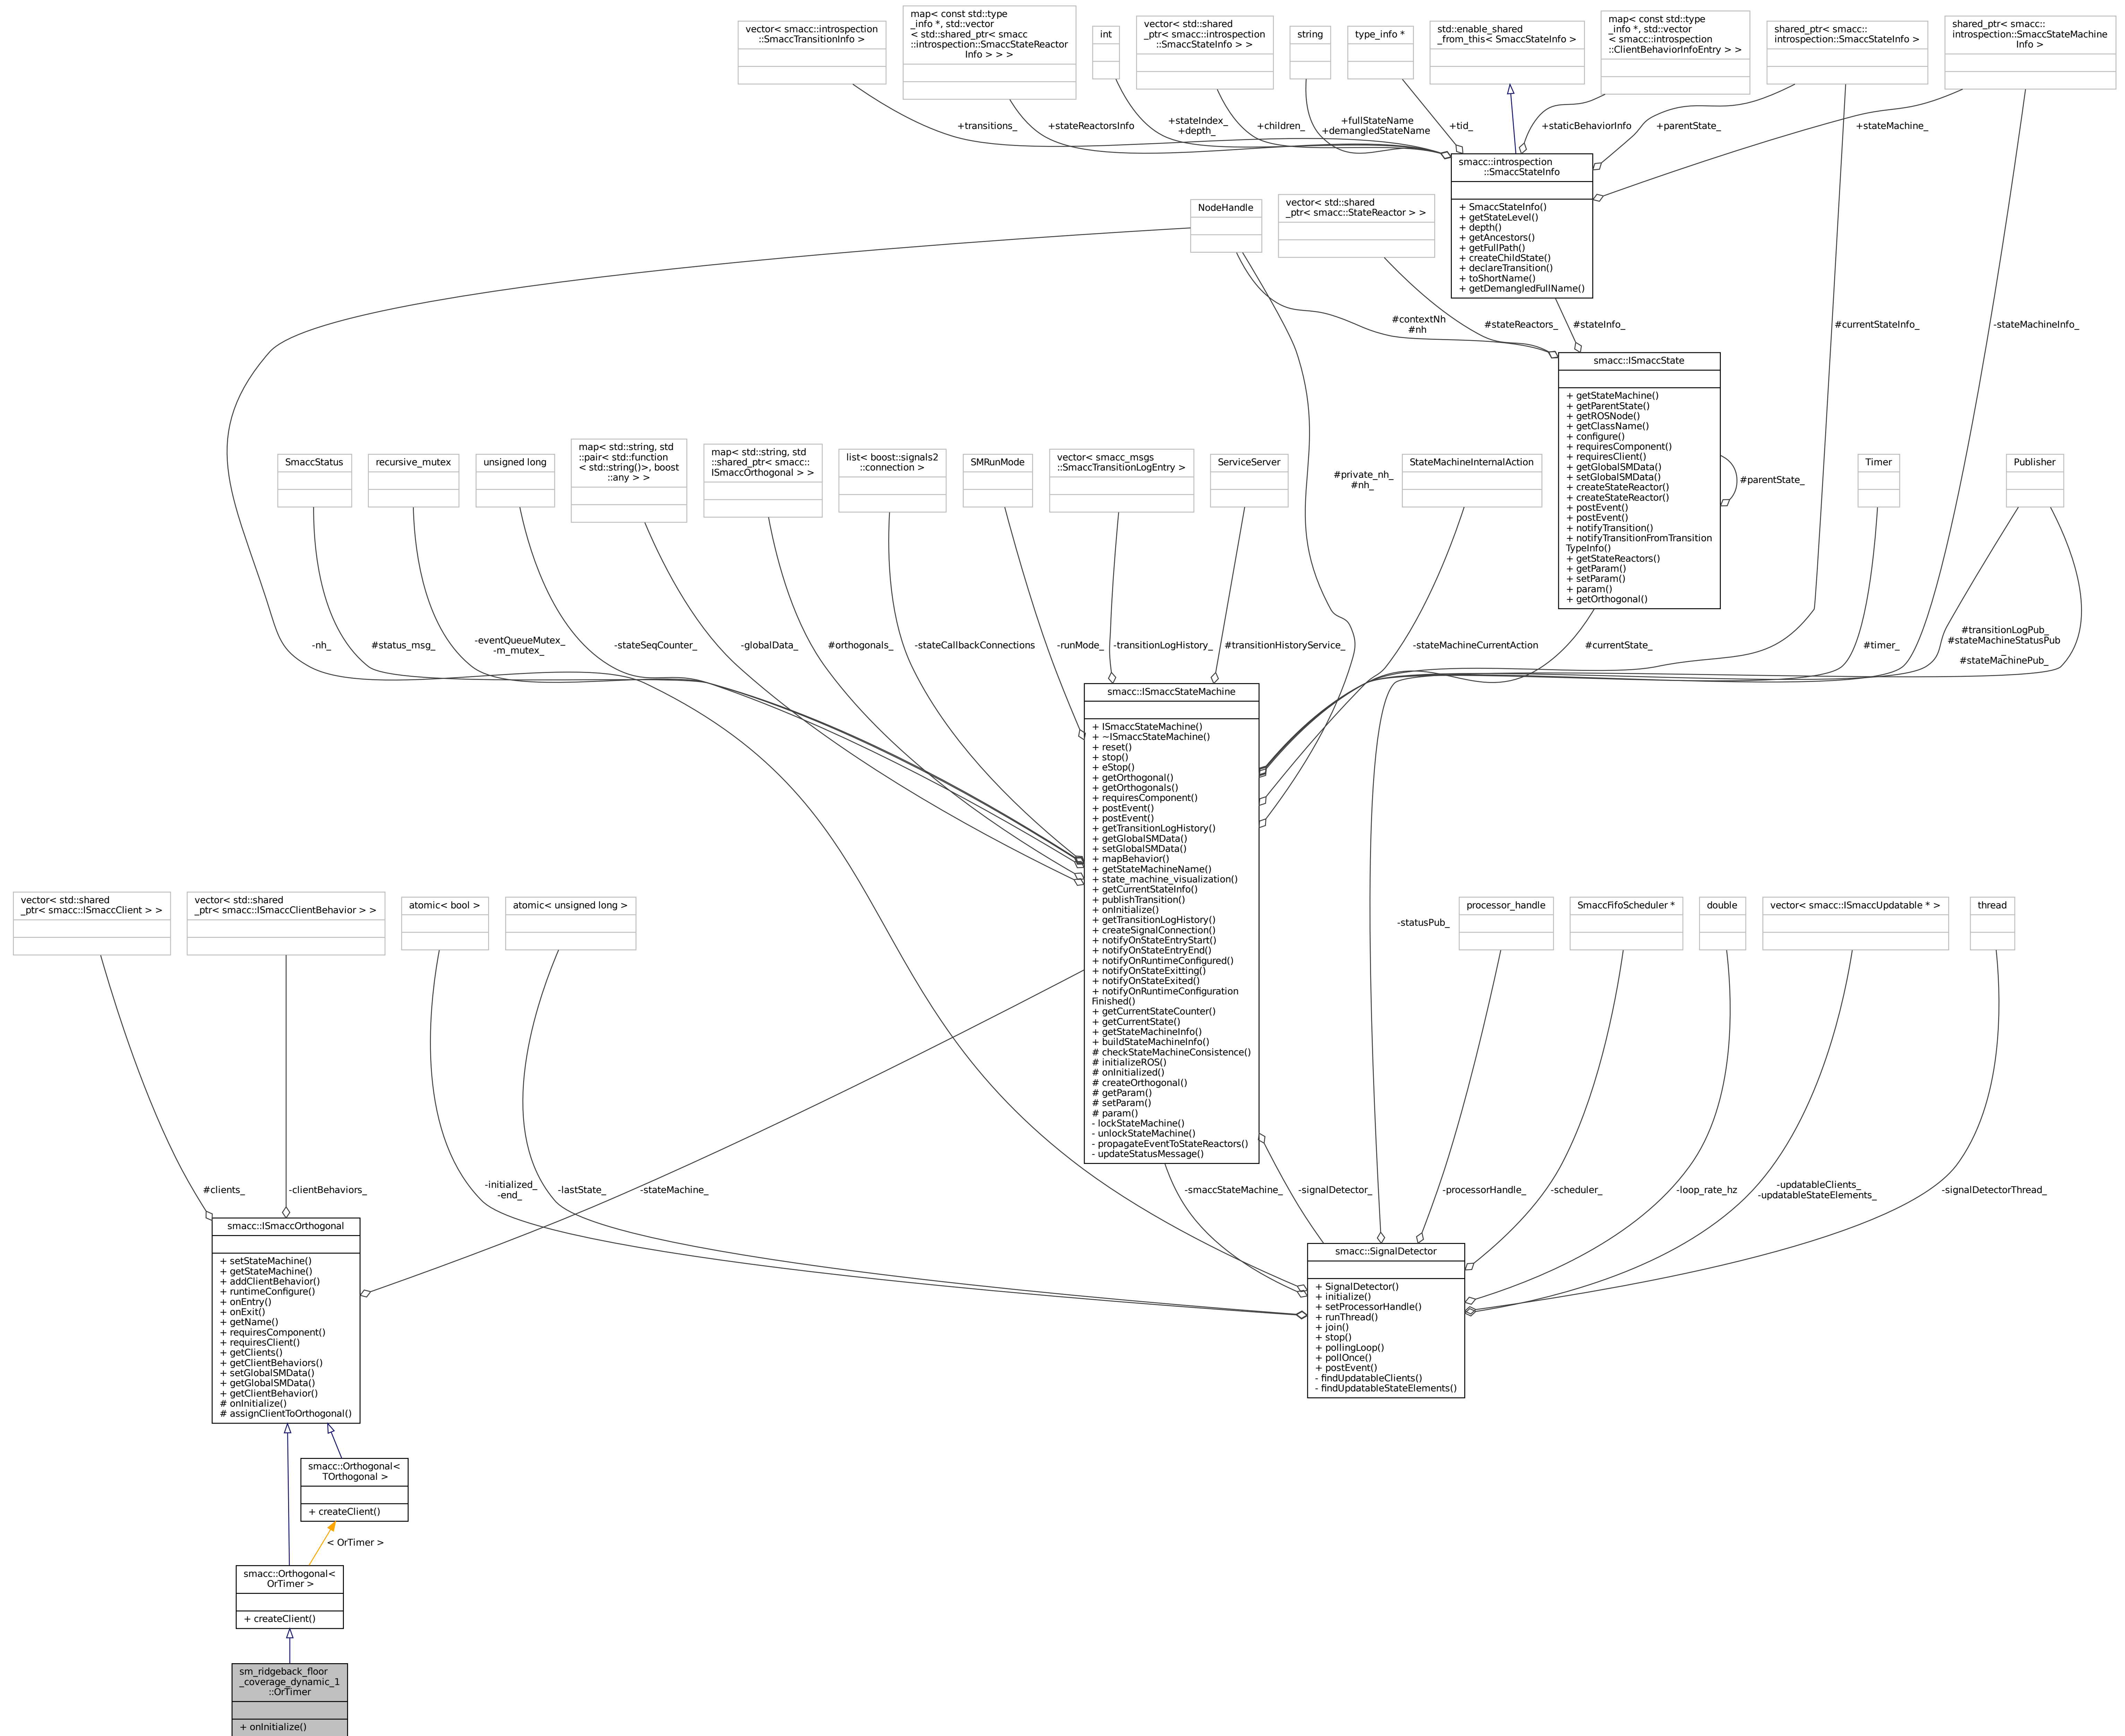 vector< smacc::introspection
::SmaccTransitionInfo >
map< const std::type
_info *, std::vector
< std::shared_ptr< smacc
::introspection::SmaccStateReactor
Info > > >
int
vector< std::shared
_ptr< smacc::introspection
::SmaccStateInfo > >
string
type_info *
std::enable_shared
_from_this< SmaccStateInfo >
map< const std::type
_info *, std::vector
< smacc::introspection
::ClientBehaviorInfoEntry > >
shared_ptr< smacc::
introspection::SmaccStateInfo >
shared_ptr< smacc::
introspection::SmaccStateMachine
Info >
+transitions_
+stateReactorsInfo
+stateIndex_
+depth_
+children_
+fullStateName
+demangledStateName
+tid_
+staticBehaviorInfo
+parentState_
+stateMachine_
smacc::introspection
::SmaccStateInfo
+ SmaccStateInfo()
+ getStateLevel()
+ depth()
+ getAncestors()
+ getFullPath()
+ createChildState()
+ declareTransition()
+ toShortName()
+ getDemangledFullName()
NodeHandle
vector< std::shared
_ptr< smacc::StateReactor > >
#contextNh
#nh
#stateReactors_
#stateInfo_
#currentStateInfo_
-stateMachineInfo_
smacc::ISmaccState
+ getStateMachine()
+ getParentState()
+ getROSNode()
+ getClassName()
+ configure()
+ requiresComponent()
+ requiresClient()
+ getGlobalSMData()
+ setGlobalSMData()
+ createStateReactor()
+ createStateReactor()
+ postEvent()
+ postEvent()
+ notifyTransition()
+ notifyTransitionFromTransition
TypeInfo()
+ getStateReactors()
+ getParam()
+ setParam()
+ param()
+ getOrthogonal()
#parentState_
SmaccStatus
recursive_mutex
unsigned long
map< std::string, std
::pair< std::function
< std::string()>, boost
::any > >
map< std::string, std
::shared_ptr< smacc::
ISmaccOrthogonal > >
list< boost::signals2
::connection >
SMRunMode
vector< smacc_msgs
::SmaccTransitionLogEntry >
ServiceServer
#private_nh_
#nh_
StateMachineInternalAction
Timer
Publisher
-nh_
#status_msg_
-eventQueueMutex_
-m_mutex_
-stateSeqCounter_
-globalData_
#orthogonals_
-stateCallbackConnections
-runMode_
-transitionLogHistory_
#transitionHistoryService_
-stateMachineCurrentAction
#currentState_
#timer_
#transitionLogPub_
#stateMachineStatusPub
_
#stateMachinePub_
smacc::ISmaccStateMachine
+ ISmaccStateMachine()
+ ~ISmaccStateMachine()
+ reset()
+ stop()
+ eStop()
+ getOrthogonal()
+ getOrthogonals()
+ requiresComponent()
+ postEvent()
+ postEvent()
+ getTransitionLogHistory()
+ getGlobalSMData()
+ setGlobalSMData()
+ mapBehavior()
+ getStateMachineName()
+ state_machine_visualization()
+ getCurrentStateInfo()
+ publishTransition()
+ onInitialize()
+ getTransitionLogHistory()
+ createSignalConnection()
+ notifyOnStateEntryStart()
+ notifyOnStateEntryEnd()
+ notifyOnRuntimeConfigured()
+ notifyOnStateExitting()
+ notifyOnStateExited()
+ notifyOnRuntimeConfiguration
Finished()
+ getCurrentStateCounter()
+ getCurrentState()
+ getStateMachineInfo()
+ buildStateMachineInfo()
# checkStateMachineConsistence()
# initializeROS()
# onInitialized()
# createOrthogonal()
# getParam()
# setParam()
# param()
- lockStateMachine()
- unlockStateMachine()
- propagateEventToStateReactors()
- updateStatusMessage()
vector< std::shared
_ptr< smacc::ISmaccClient > >
vector< std::shared
_ptr< smacc::ISmaccClientBehavior > >
atomic< bool >
atomic< unsigned long >
-statusPub_
processor_handle
SmaccFifoScheduler *
double
vector< smacc::ISmaccUpdatable * >
thread
#clients_
-clientBehaviors_
-initialized_
-end_
-lastState_
-stateMachine_
-smaccStateMachine_
-signalDetector_
-processorHandle_
-scheduler_
-loop_rate_hz
-updatableClients_
-updatableStateElements_
-signalDetectorThread_
smacc::ISmaccOrthogonal
+ setStateMachine()
+ getStateMachine()
+ addClientBehavior()
+ runtimeConfigure()
+ onEntry()
+ onExit()
+ getName()
+ requiresComponent()
+ requiresClient()
+ getClients()
+ getClientBehaviors()
+ setGlobalSMData()
+ getGlobalSMData()
+ getClientBehavior()
# onInitialize()
# assignClientToOrthogonal()
smacc::SignalDetector
+ SignalDetector()
+ initialize()
+ setProcessorHandle()
+ runThread()
+ join()
+ stop()
+ pollingLoop()
+ pollOnce()
+ postEvent()
- findUpdatableClients()
- findUpdatableStateElements()
smacc::Orthogonal<
TOrthogonal >
+ createClient()
< OrTimer >
smacc::Orthogonal<
OrTimer >
+ createClient()
sm_ridgeback_floor
_coverage_dynamic_1
::OrTimer
+ onInitialize()